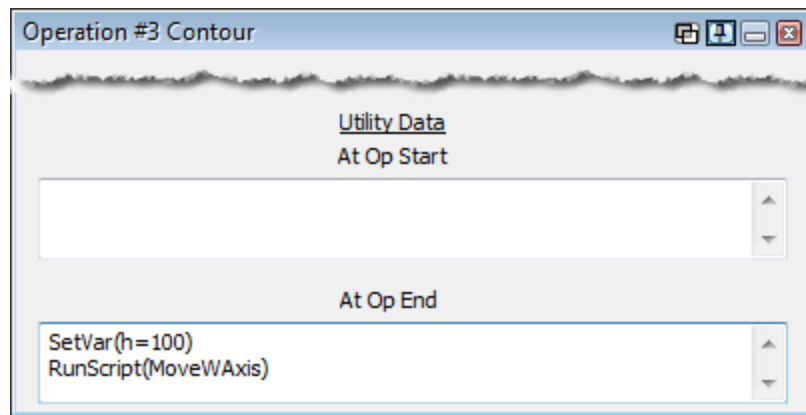 Operation #3 Contour
Utility Data
At Op Start
At Op End
SetVar(h=100)
RunScript(MoveWAxis)